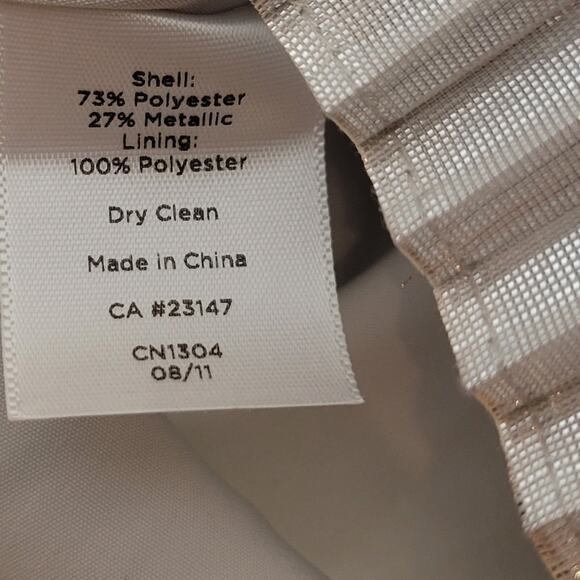 Shell:
73% Polyester
27% Metallic
Lining:
100% Polyester
Dry Clean
Made in China
CA #23147
CN1304
08/11